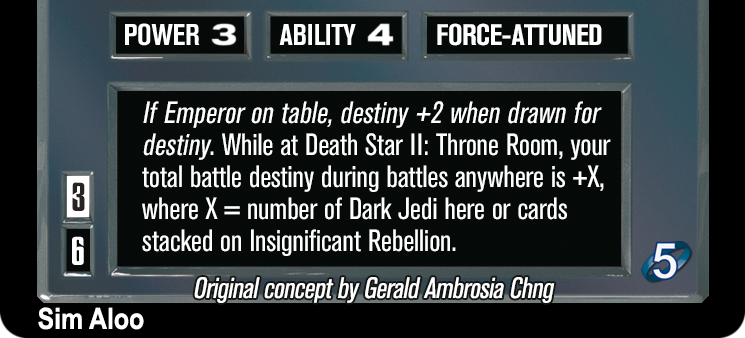 POWER 3 ABILITY 4 FORCE-ATTUNED
If Emperor on table, destiny +2 when drawn for
destiny. While at Death Star II: Throne Room, your
total battle destiny during battles anywhere is +X,
where X = number of Dark Jedi here or cards
stacked on Insignificant Rebellion.
3
6
5
Original concept by Gerald Ambrosia Chng
Sim Aloo